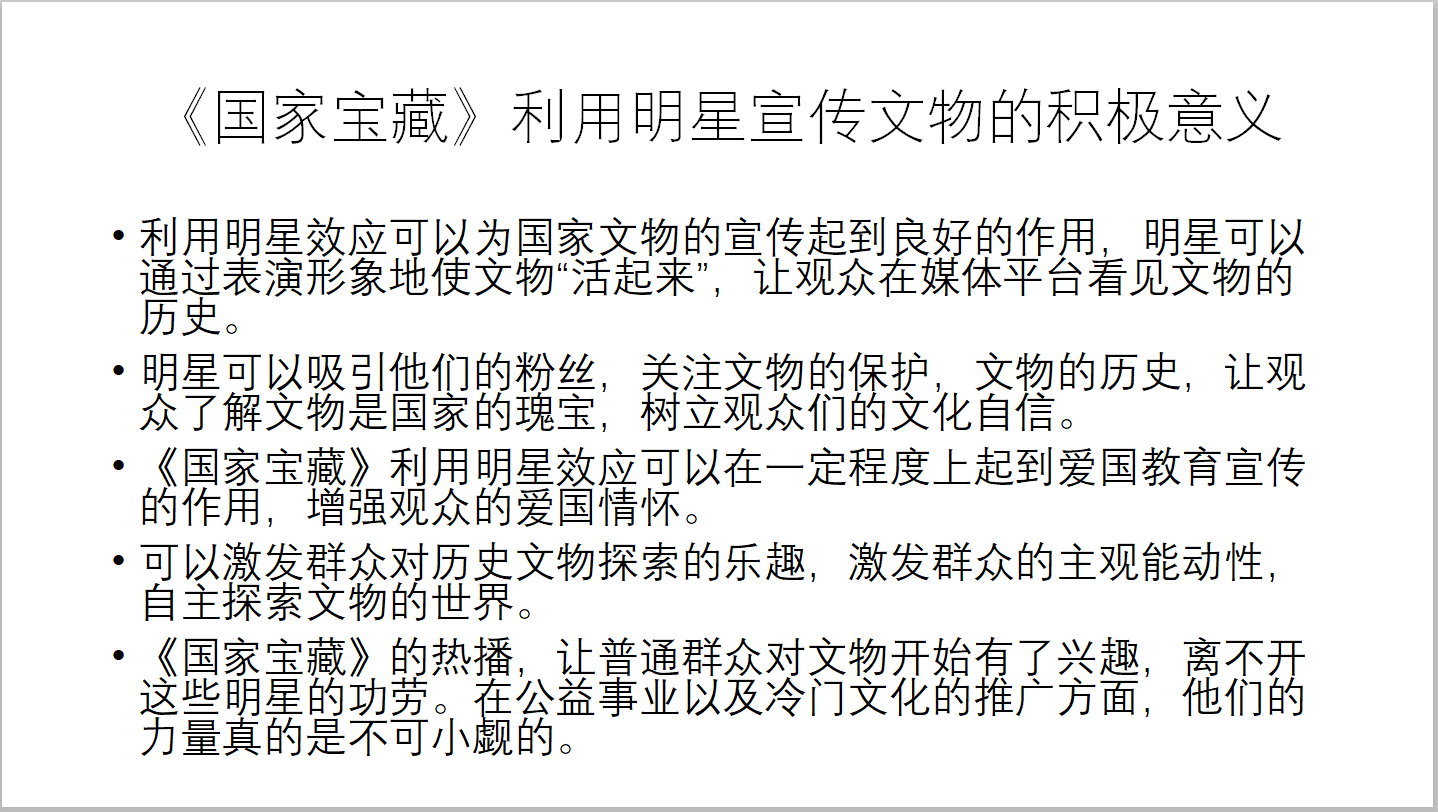 《国家宝藏》利用明星宣传文物的积极意义
• 利用明星效应可以为国家文物的宣传起到良好的作用，明星可以
通过表演形象地使文物“活起来”，让观众在媒体平台看见文物的
历史。
• 明星可以吸引他们的粉丝，关注文物的保护，文物的历史，让观
众了解文物是国家的瑰宝，树立观众们的文化自信。
• 《国家宝藏》利用明星效应可以在一定程度上起到爱国教育宣传
的作用，增强观众的爱国情怀。
• 可以激发群众对历史文物探索的乐趣，激发群众的主观能动性，
自主探索文物的世界。
• 《国家宝藏》的热播，让普通群众对文物开始有了兴趣，离不开
这些明星的功劳。在公益事业以及冷门文化的推广方面，他们的
力量真的是不可小觑的。